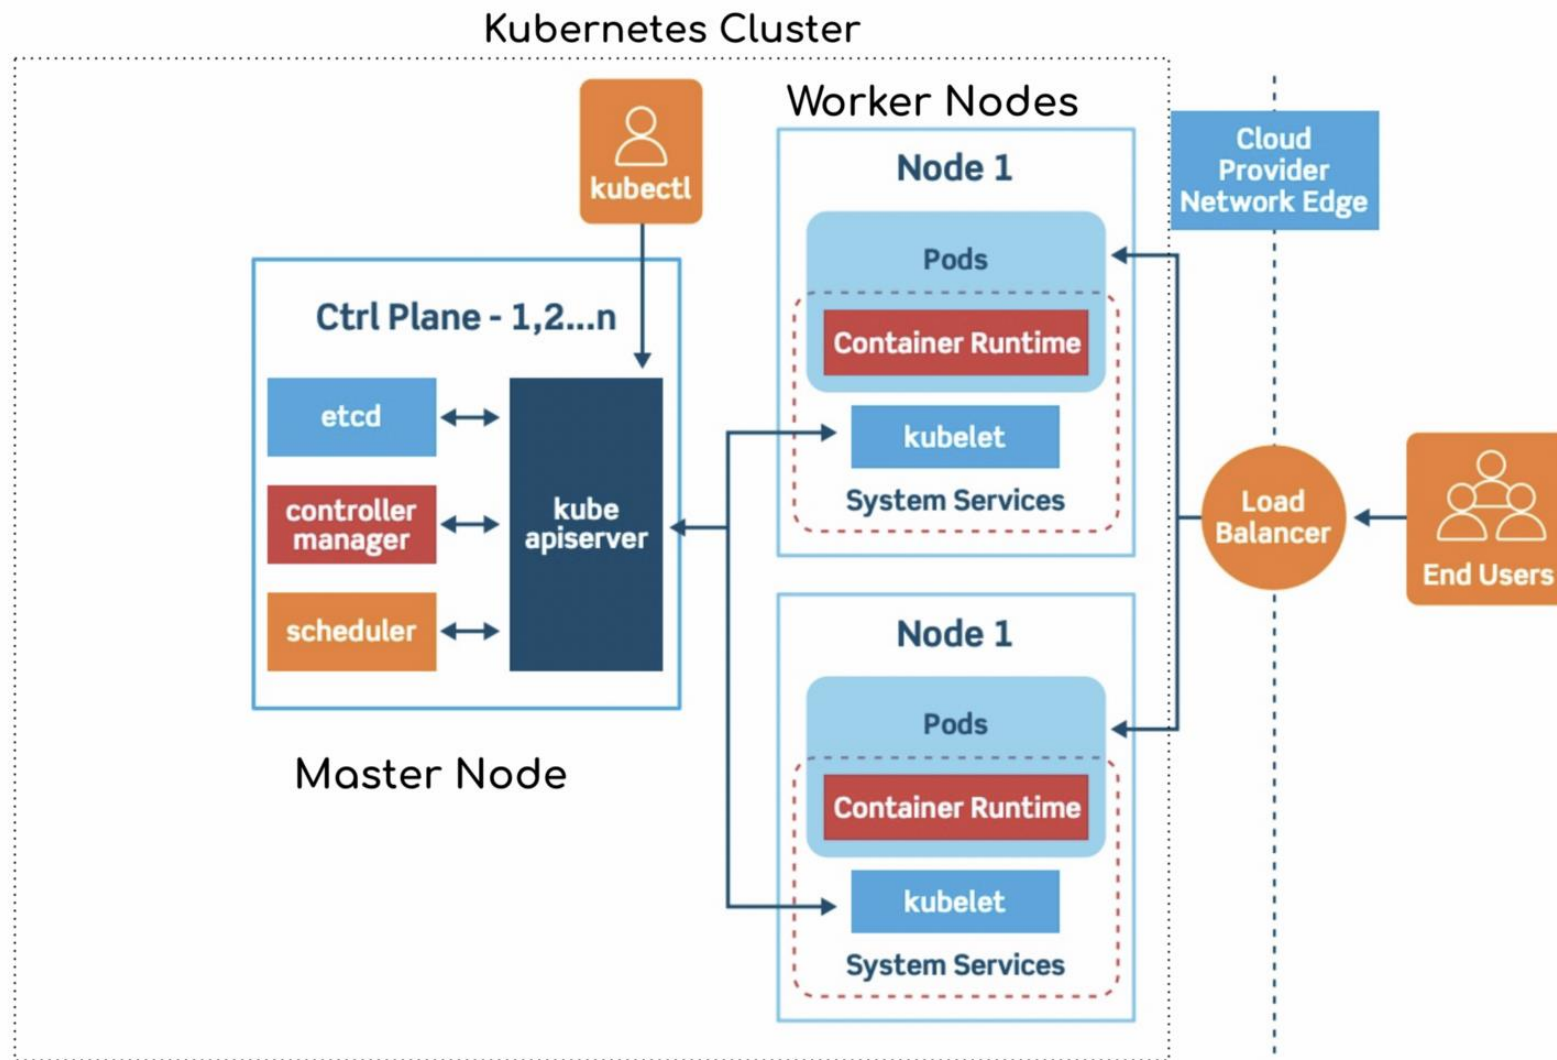 Kubernetes Cluster
kubectl
Worker Nodes
Ctrl Plane - 1,2...n
etcd
controller
manager
scheduler
kube
apiserver
Master Node
Node 1
Pods
Container Runtime
kubelet
System Services
Node 1
Pods
Container Runtime
kubelet
System Services
Cloud
Provider
Network Edge
Load
Balancer
End Users